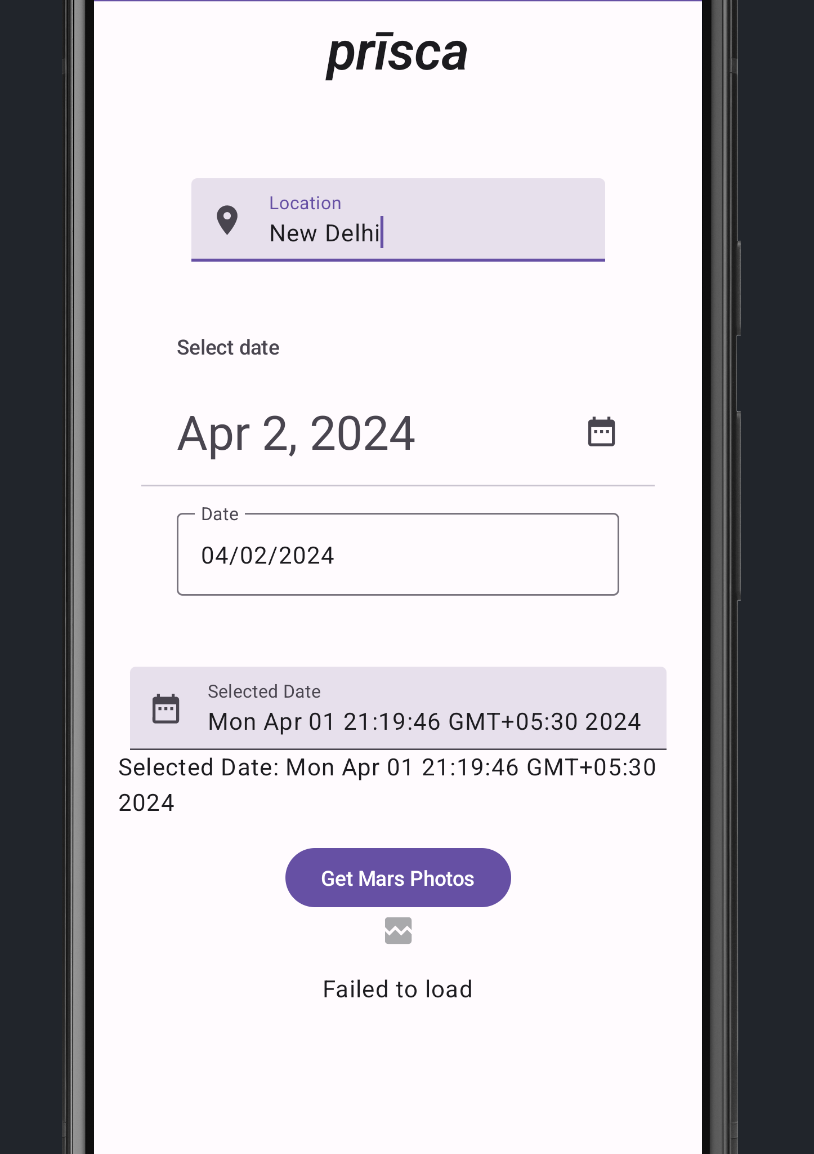 prīsca
Location
New Delhi
Select date
Apr 2, 2024
Date
04/02/2024
Selected Date
Mon Apr 01 21:19:46 GMT+05:30 2024
Selected Date: Mon Apr 01 21:19:46 GMT+05:30
2024
Get Mars Photos
Failed to load